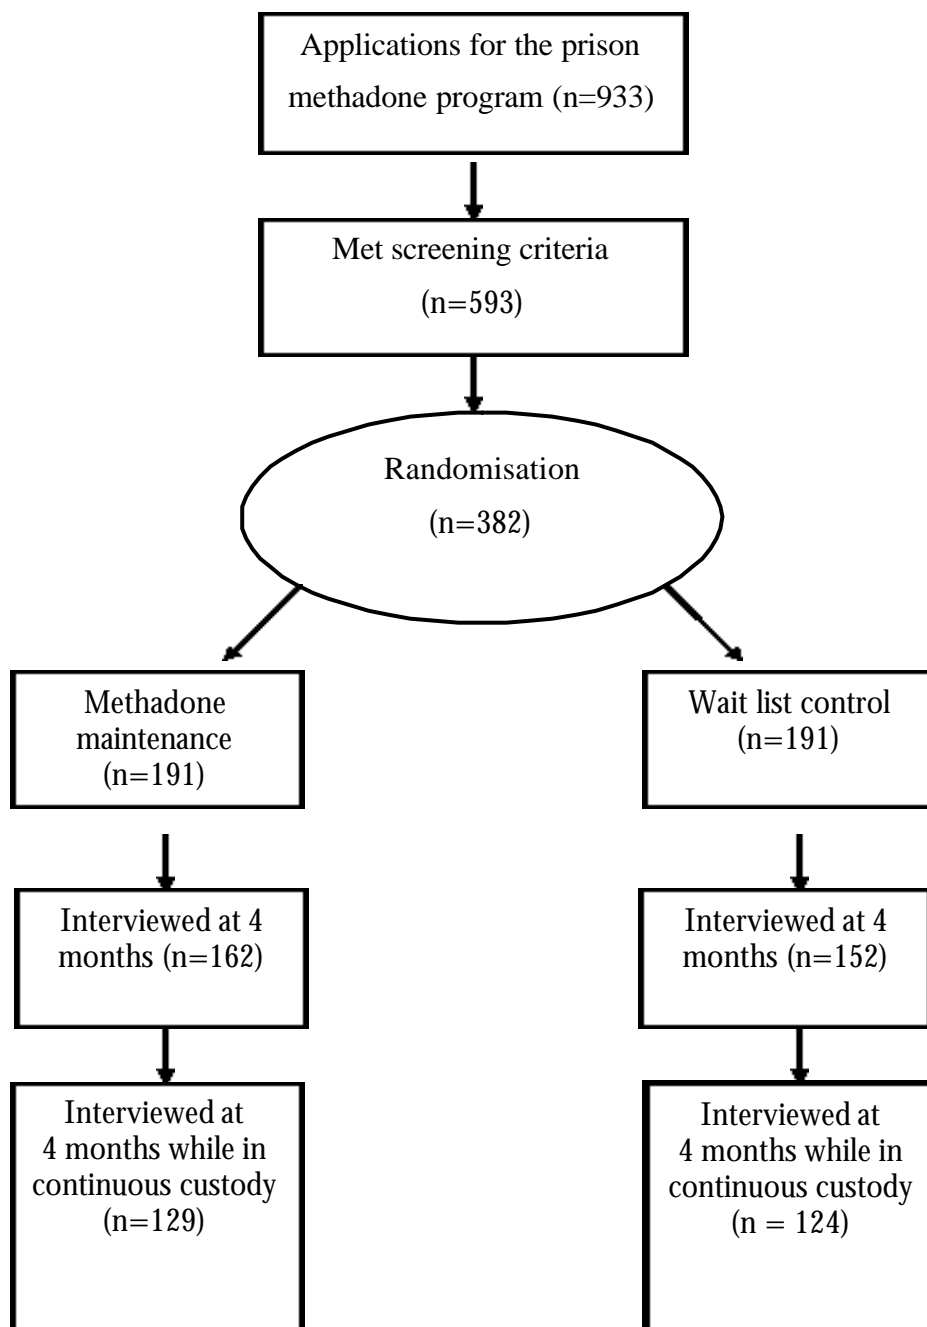 Applications for the prison
methadone program (n=933)
Met screening criteria
(n=593)
Randomisation
(n=382)
Methadone
maintenance
(n=191)
Wait list control
(n=191)
Interviewed at 4
months (n=162)
Interviewed at 4
months (n=152)
Interviewed at
4 months while in
continuous custody
(n=129)
Interviewed at
4 months while in
continuous custody
(n = 124)